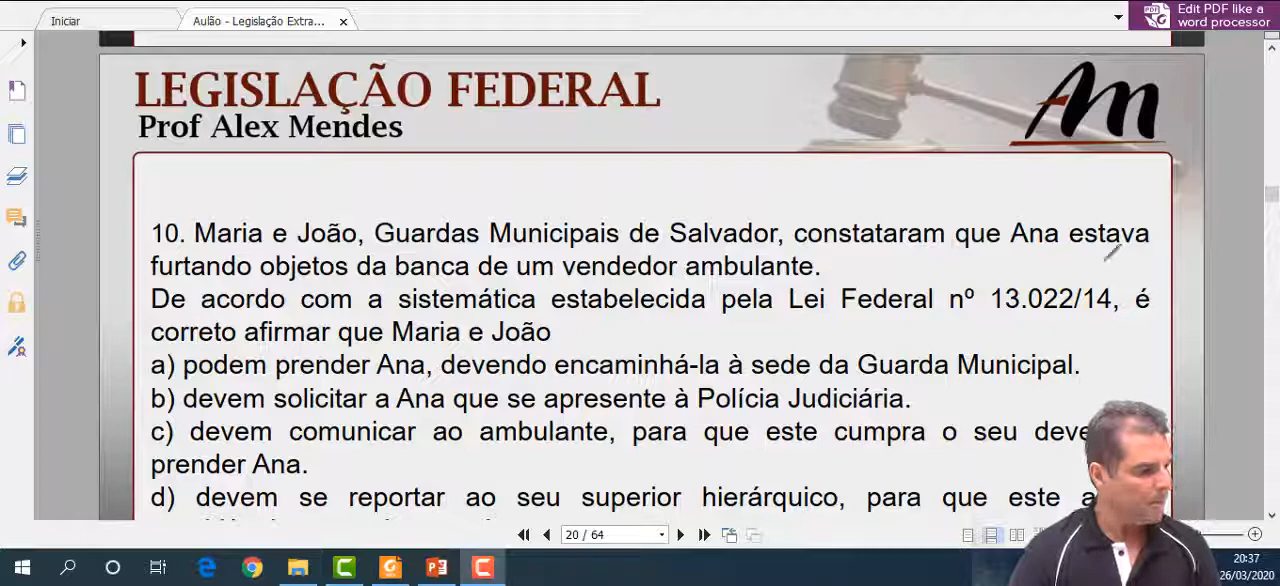 Iniciar
Aulão - Legislação Extra...
Edit PDF like a
word processor
LEGISLAÇÃO FEDERAL
Prof Alex Mendes
AM
10. Maria e João, Guardas Municipais de Salvador, constataram que Ana estava
furtando objetos da banca de um vendedor ambulante.
De acordo com a sistemática estabelecida pela Lei Federal nº 13.022/14, é
correto afirmar que Maria e João
a) podem prender Ana, devendo encaminhá-la à sede da Guarda Municipal.
b) devem solicitar a Ana que se apresente à Polícia Judiciária.
c) devem comunicar ao ambulante, para que este cumpra o seu
prender Ana.
d) devem se reportar ao seu superior hierárquico, para que este
20 / 64
20:37
26/03/2020